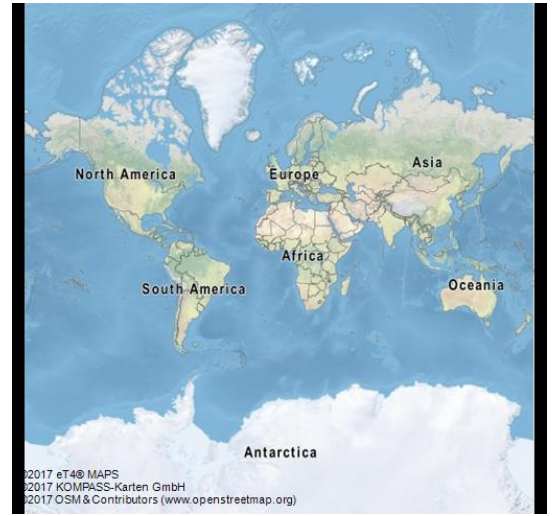 North America
Europe
Asia
Africa
South America
Oceania
Antarctica
©2017 eT4® MAPS
©2017 KOMPASS-Karten GmbH
©2017 OSM & Contributors (www.openstreetmap.org)